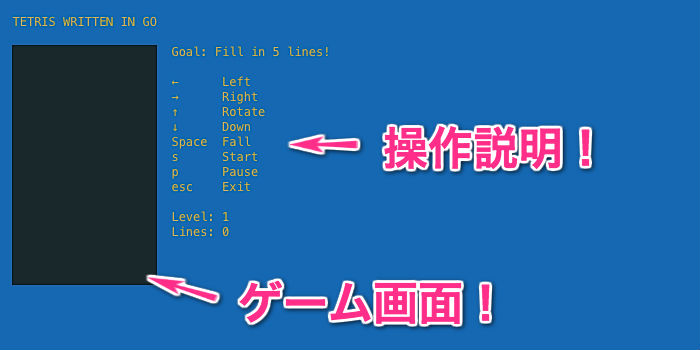 TETRIS WRITTEN IN GO
Goal: Fill in 5 lines!
← Left
→ Right
↑ Rotate
↓ Down
Space Fall
s Start
p Pause
esc Exit
Level: 1
Lines: 0
操作説明！
ゲーム画面！